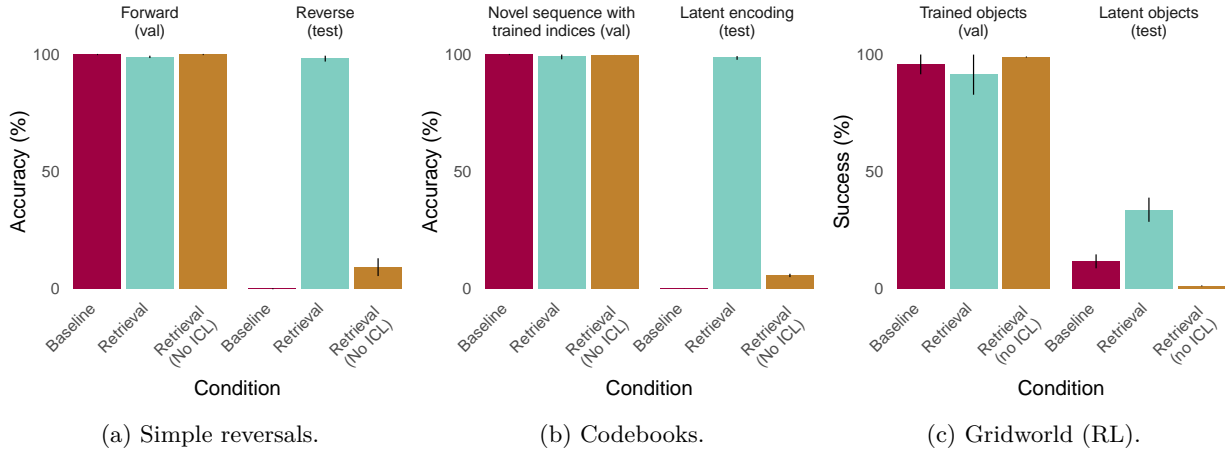 Forward
(val)
Reverse
(test)
Accuracy (%)
100
50
0
Baseline
Retrieval
Retrieval
(No ICL)
Baseline
Retrieval
Retrieval
(No ICL)
Condition
(a) Simple reversals.
Novel sequence with
trained indices (val)
Latent encoding
(test)
Accuracy (%)
100
50
0
Baseline
Retrieval
Retrieval
(No ICL)
Baseline
Retrieval
Retrieval
(No ICL)
Condition
(b) Codebooks.
Trained objects
(val)
Latent objects
(test)
Success (%)
100
50
0
Baseline
Retrieval
Retrieval
(no ICL)
Baseline
Retrieval
Retrieval
(no ICL)
Condition
(c) Gridworld (RL).